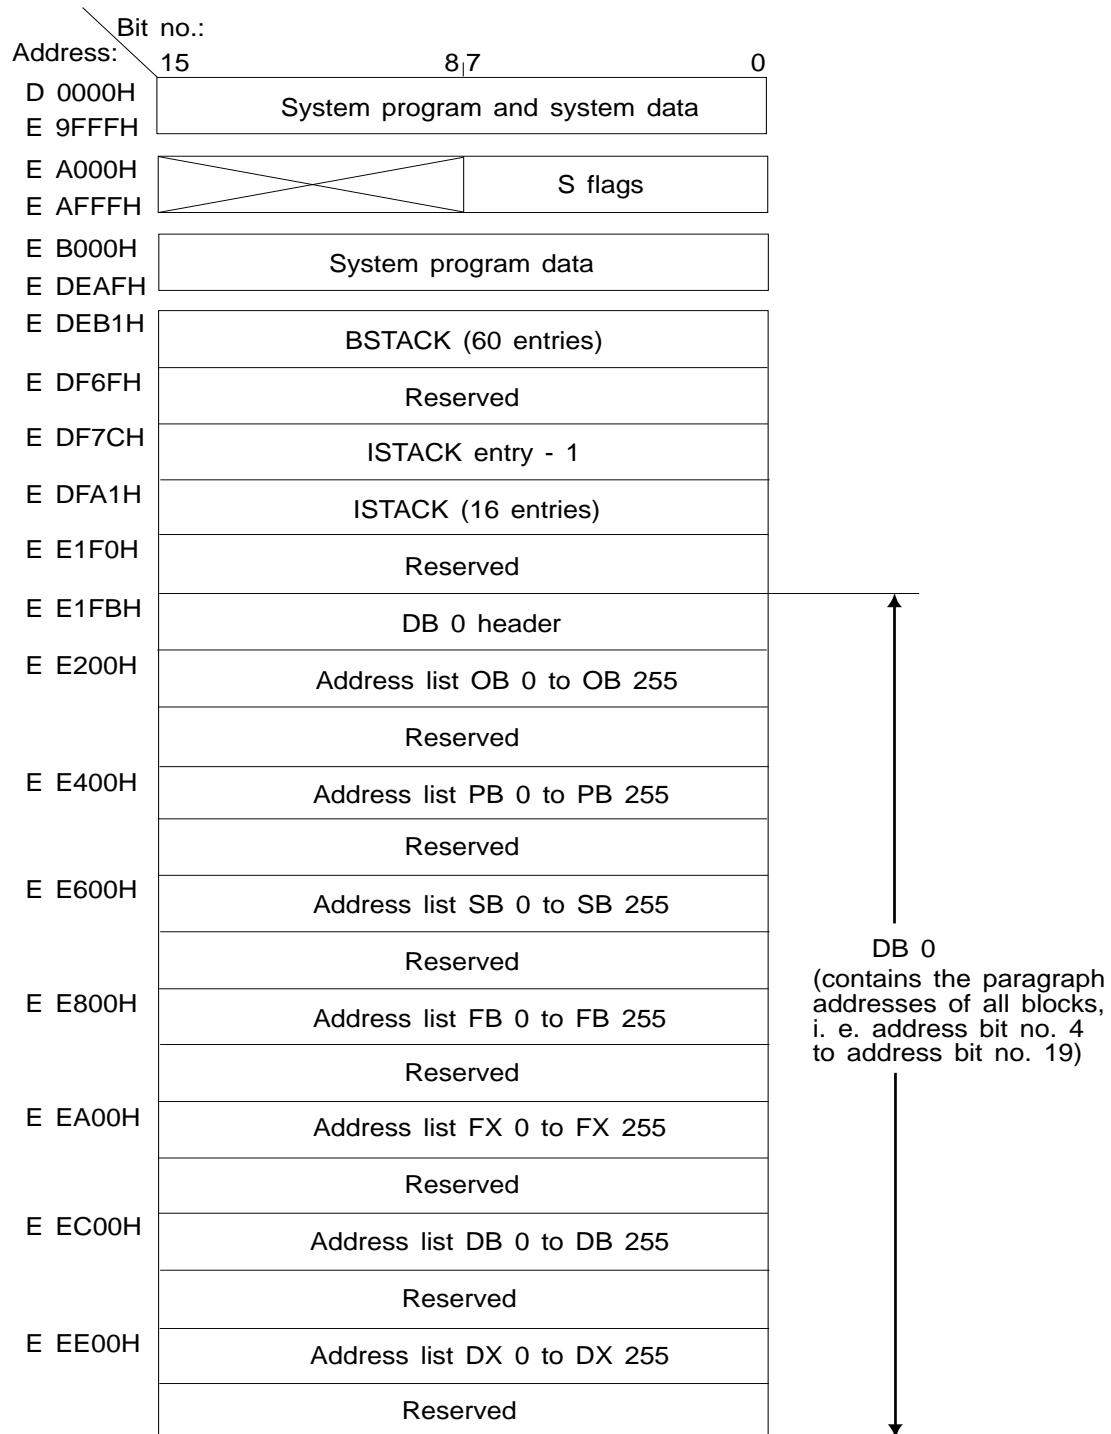 Bit no.:
Address:
15 8 7 0
D 0000H
System program and system data
E 9FFFH
E A000H
S flags
E AFFFH
E B000H
System program data
E DEAFH
E DEB1H
BSTACK (60 entries)
E DF6FH
Reserved
E DF7CH
ISTACK entry - 1
E DFA1H
ISTACK (16 entries)
E E1F0H
Reserved
E E1FBH
DB 0 header
E E200H
Address list OB 0 to OB 255
Reserved
E E400H
Address list PB 0 to PB 255
Reserved
E E600H
Address list SB 0 to SB 255
Reserved
E E800H
Address list FB 0 to FB 255
Reserved
E EA00H
Address list FX 0 to FX 255
Reserved
E EC00H
Address list DB 0 to DB 255
Reserved
E EE00H
Address list DX 0 to DX 255
Reserved
DB 0
(contains the paragraph
addresses of all blocks,
i. e. address bit no. 4
to address bit no. 19)